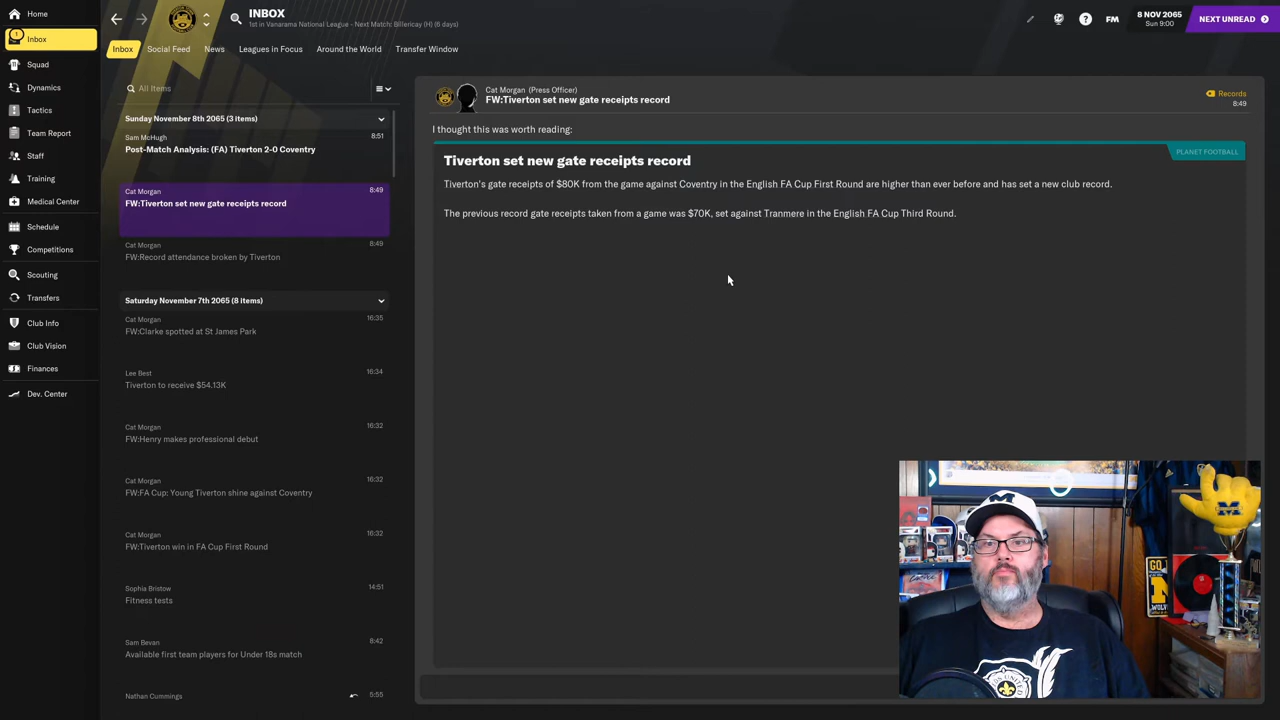 Home
Inbox
1
Squad
Dynamics
Tactics
Team Report
Staff
Training
Medical Center
Schedule
Competitions
Scouting
Transfers
Club Info
Club Vision
Finances
Dev. Center
INBOX
1st in Vanarama National League - Next Match: Billericay (H) (6 days)
FM
8 NOV 2065
Sun 9:00
NEXT UNREAD
Inbox
Social Feed
News
Leagues in Focus
Around the World
Transfer Window
All Items
Sunday November 8th 2065 (3 items)
Sam McHugh
8:51
Post-Match Analysis: (FA) Tiverton 2-0 Coventry
Cat Morgan
8:49
FW:Tiverton set new gate receipts record
Cat Morgan
8:49
FW:Record attendance broken by Tiverton
Saturday November 7th 2065 (8 items)
Cat Morgan
16:35
FW:Clarke spotted at St James Park
Lee Best
16:34
Tiverton to receive $54.13K
Cat Morgan
16:32
FW:Henry makes professional debut
Cat Morgan
16:32
FW:FA Cup: Young Tiverton shine against Coventry
Cat Morgan
16:32
FW:Tiverton win in FA Cup First Round
Sophia Bristow
14:51
Fitness tests
Sam Bevan
8:42
Available first team players for Under 18s match
Nathan Cummings
5:55
Cat Morgan (Press Officer)
FW:Tiverton set new gate receipts record
Records
8:49
I thought this was worth reading:
Tiverton set new gate receipts record
PLANET FOOTBALL
Tiverton's gate receipts of $80K from the game against Coventry in the English FA Cup First Round are higher than ever before and has set a new club record.
The previous record gate receipts taken from a game was $70K, set against Tranmere in the English FA Cup Third Round.
M
M
GO
M